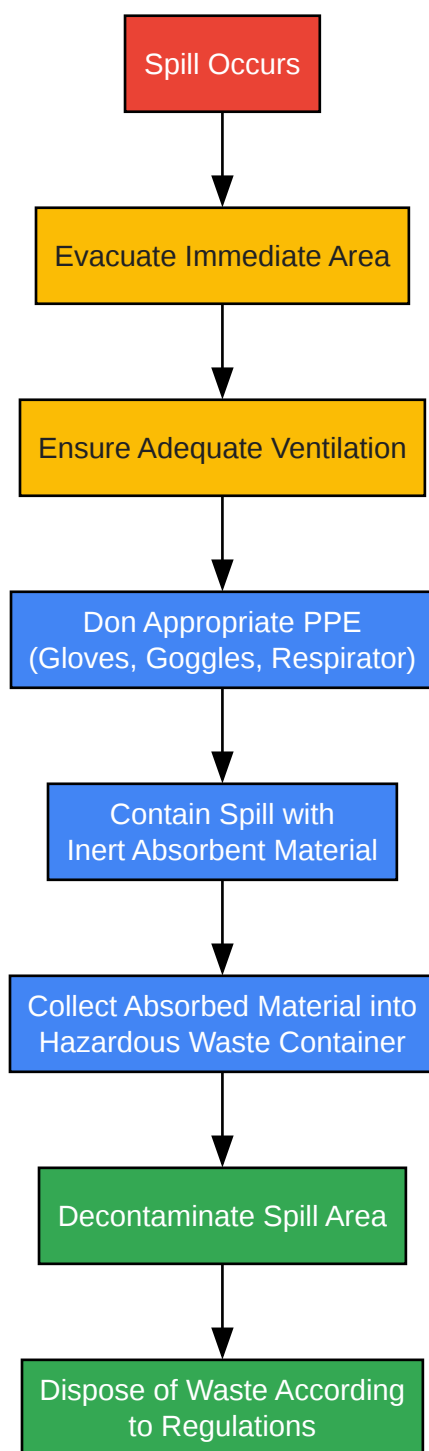 Spill Occurs
Evacuate Immediate Area
Ensure Adequate Ventilation
Don Appropriate PPE
(Gloves, Goggles, Respirator)
Contain Spill with
Inert Absorbent Material
Collect Absorbed Material into
Hazardous Waste Container
Decontaminate Spill Area
Dispose of Waste According
to Regulations